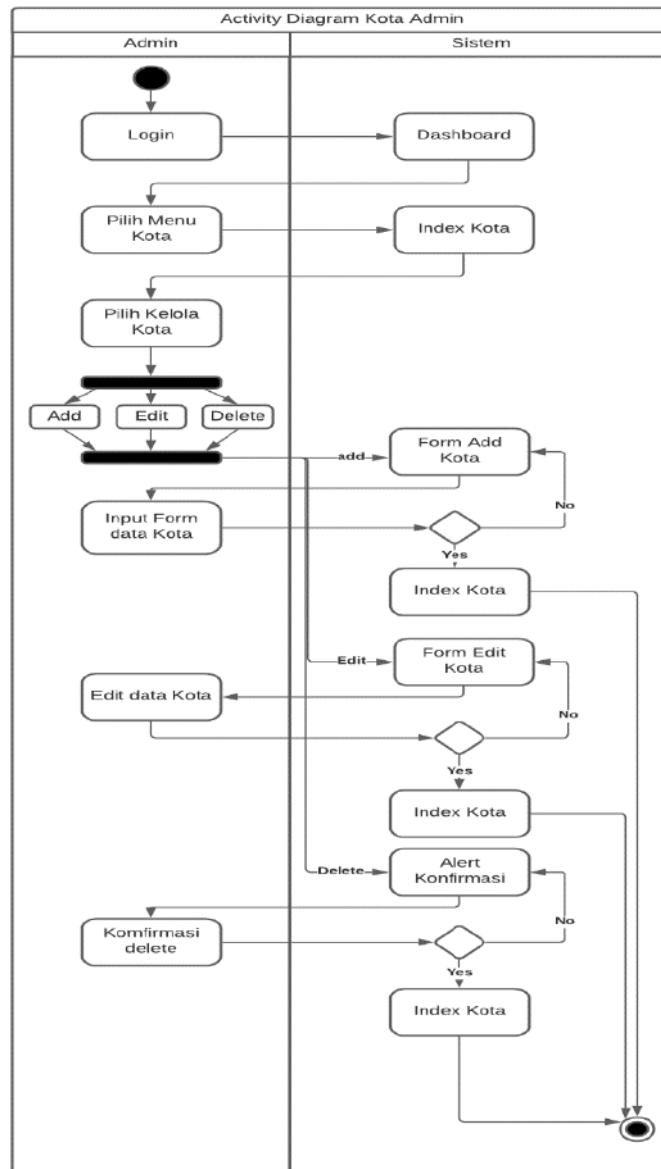 Activity Diagram Kota Admin
Admin
Sistem
Login
Dashboard
Pilih Menu
Kota
Index Kota
Pilih Kelola
Kota
Add
Edit
Delete
add
Form Add
Kota
No
Input Form
data Kota
Yes
Index Kota
Edit
Form Edit
Kota
Edit data Kota
No
Yes
Index Kota
Delete
Alert
Konfirmasi
No
Komfirmasi
delete
Yes
Index Kota